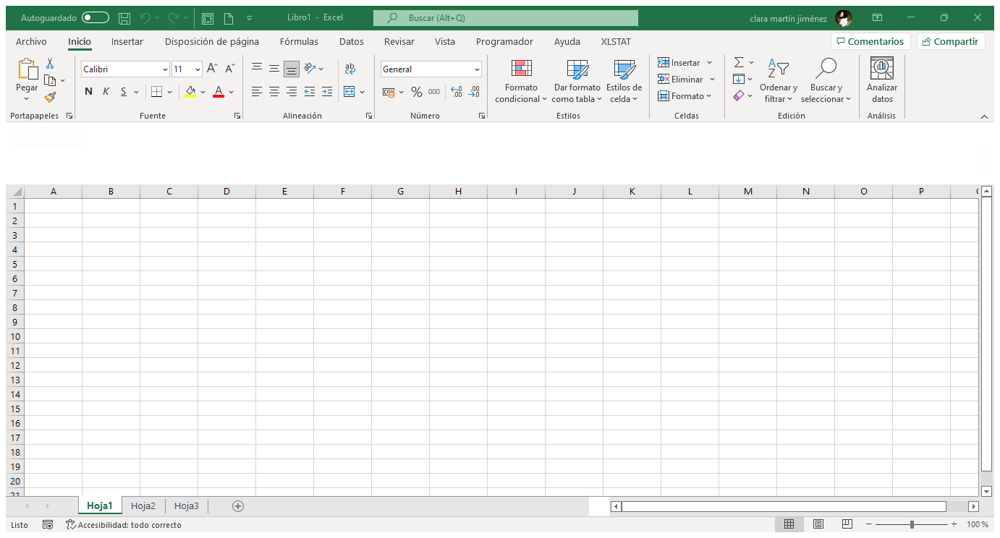 Autoguardado Libro1 - Excel Buscar (Alt+Q) clara martín jiménez
Archivo Inicio Insertar Disposición de página Fórmulas Datos Revisar Vista Programador Ayuda XLSTAT Comentarios Compartir
Pegar
Portapapeles
Calibri 11
N K S
Fuente
ab
Alineación
General
% 000
Número
Formato condicional
Dar formato como tabla
Estilos de celda
Estilos
Insertar
Eliminar
Formato
Celdas
Ordenar y filtrar
Buscar y seleccionar
Edición
Analizar datos
Análisis
A B C D E F G H I J K L M N O P
1
2
3
4
5
6
7
8
9
10
11
12
13
14
15
16
17
18
19
20
21
Hoja1 Hoja2 Hoja3
Listo Accesibilidad: todo correcto 100 %